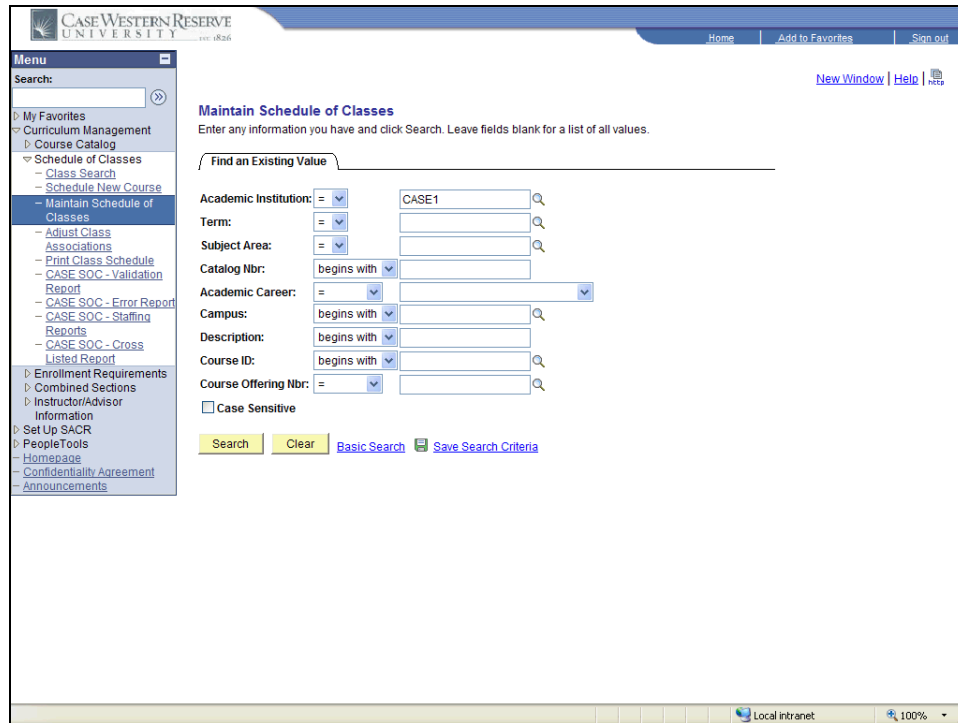 CASE WESTERN RESERVE
UNIVERSITY EST. 1826
Home
Add to Favorites
Sign out
Menu
Search:
New Window | Help | http
My Favorites
Curriculum Management
Course Catalog
Schedule of Classes
Class Search
Schedule New Course
Maintain Schedule of
Classes
Adjust Class
Associations
Print Class Schedule
CASE SOC - Validation
Report
CASE SOC - Error Report
CASE SOC - Staffing
Reports
CASE SOC - Cross
Listed Report
Enrollment Requirements
Combined Sections
Instructor/Advisor
Information
Set Up SACR
PeopleTools
Homepage
Confidentiality Agreement
Announcements
Maintain Schedule of Classes
Enter any information you have and click Search. Leave fields blank for a list of all values.
Find an Existing Value
Academic Institution: = CASE1
Term: =
Subject Area: =
Catalog Nbr: begins with
Academic Career: =
Campus: begins with
Description: begins with
Course ID: begins with
Course Offering Nbr: =
Case Sensitive
Search Clear Basic Search Save Search Criteria
Local intranet 100%